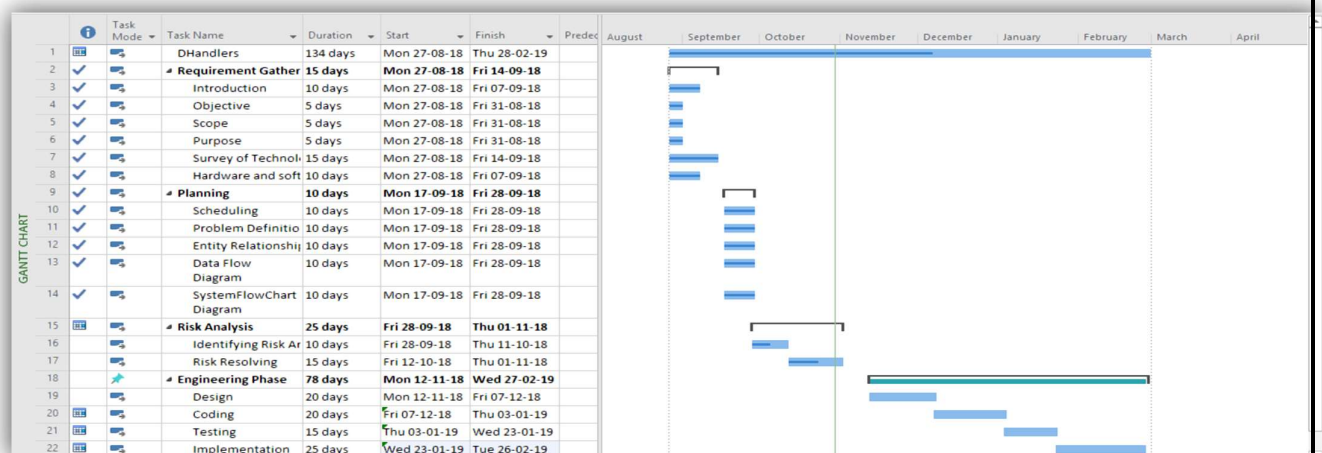 Task Mode Task Name Duration Start Finish Predec August September October November December January February March April
GANTT CHART
1 DHandlers 134 days Mon 27-08-18 Thu 28-02-19
2 Requirement Gather 15 days Mon 27-08-18 Fri 14-09-18
3 Introduction 10 days Mon 27-08-18 Fri 07-09-18
4 Objective 5 days Mon 27-08-18 Fri 31-08-18
5 Scope 5 days Mon 27-08-18 Fri 31-08-18
6 Purpose 5 days Mon 27-08-18 Fri 31-08-18
7 Survey of Technol 15 days Mon 27-08-18 Fri 14-09-18
8 Hardware and soft 10 days Mon 27-08-18 Fri 07-09-18
9 Planning 10 days Mon 17-09-18 Fri 28-09-18
10 Scheduling 10 days Mon 17-09-18 Fri 28-09-18
11 Problem Definitio 10 days Mon 17-09-18 Fri 28-09-18
12 Entity Relationship 10 days Mon 17-09-18 Fri 28-09-18
13 Data Flow 10 days Mon 17-09-18 Fri 28-09-18
Diagram
14 SystemFlowChart 10 days Mon 17-09-18 Fri 28-09-18
Diagram
15 Risk Analysis 25 days Fri 28-09-18 Thu 01-11-18
16 Identifying Risk Ar 10 days Fri 28-09-18 Thu 11-10-18
17 Risk Resolving 15 days Fri 12-10-18 Thu 01-11-18
18 Engineering Phase 78 days Mon 12-11-18 Wed 27-02-19
19 Design 20 days Mon 12-11-18 Fri 07-12-18
20 Coding 20 days Fri 07-12-18 Thu 03-01-19
21 Testing 15 days Thu 03-01-19 Wed 23-01-19
22 Implementation 25 days Wed 23-01-19 Tue 26-02-19